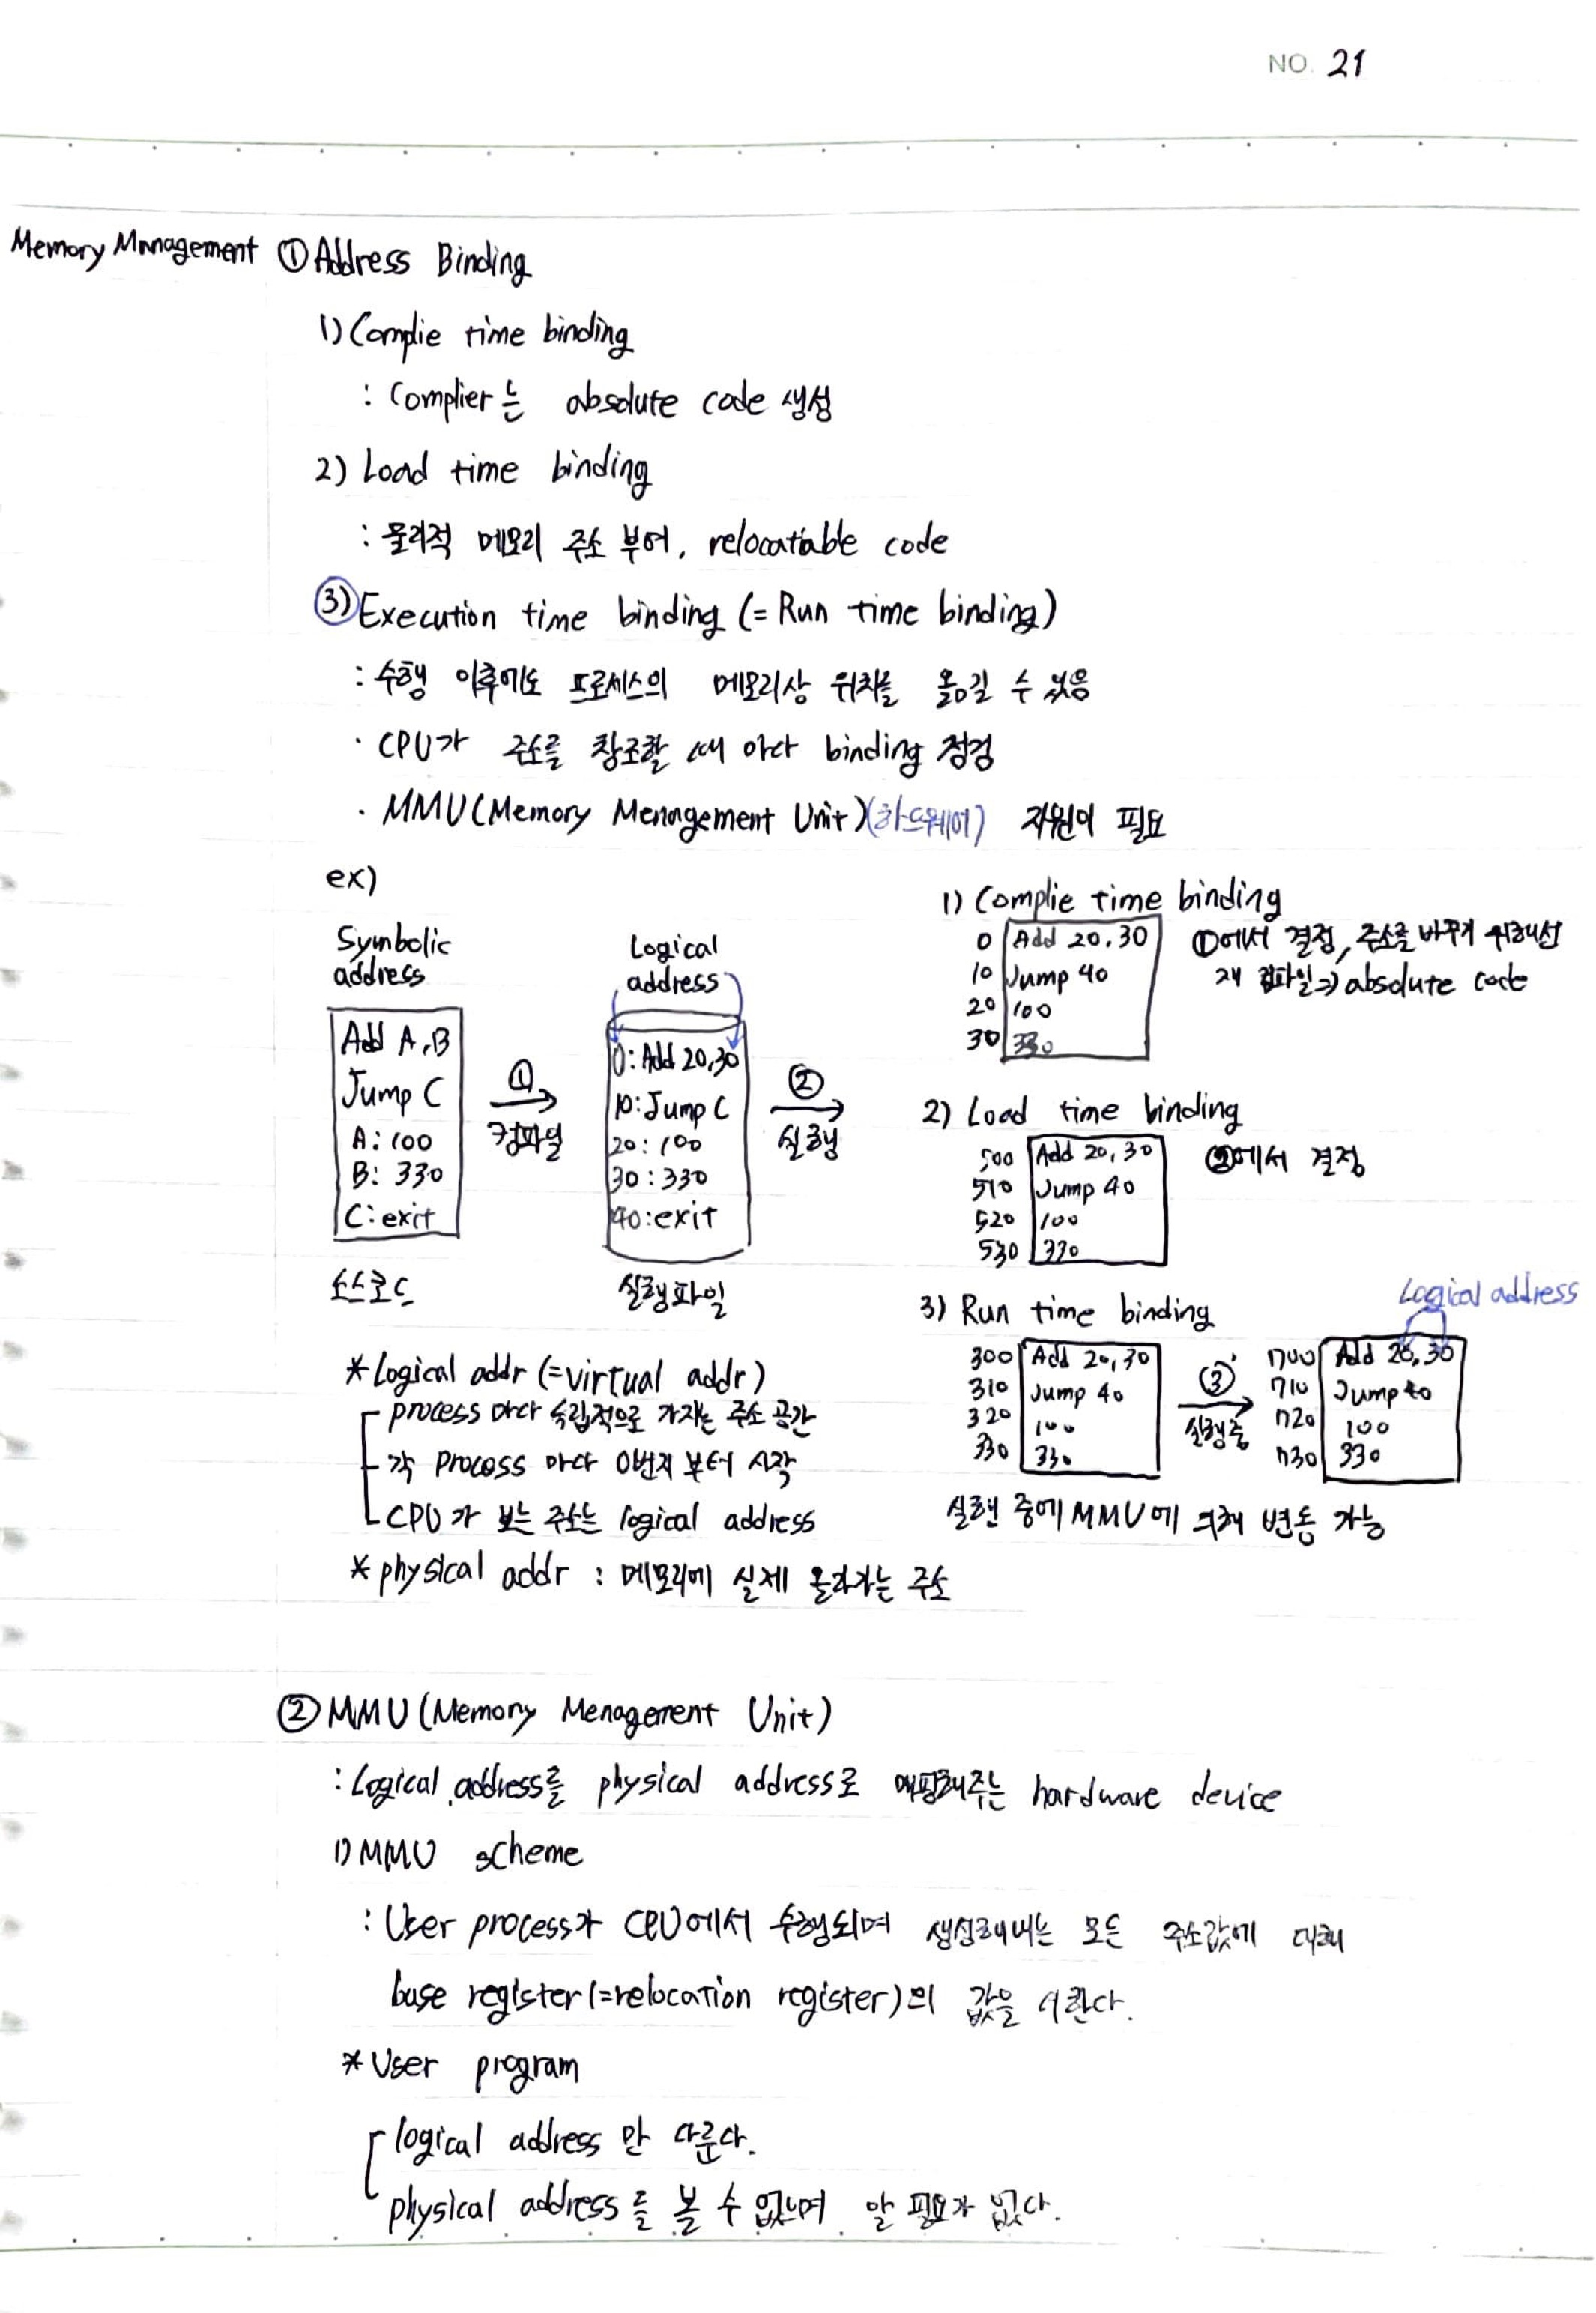 NO. 21
Memory Mnnagement ① Address Binding
1) Complie time binding
: Complier는 absolute code 생성
2) Load time binding
: 물리적 메모리 주소 부여, relocatiable code
③) Execution time binding (= Run time binding)
: 수행 이후에도 프로세스의 메모리상 위치를 옮길 수 있음
· CPU가 주소를 참조할 때 마다 binding 점검
· MMU (Memory Menagement Unit) (하드웨어) 지원이 필요
ex)
Symbolic
address
Add A,B
Jump C
A: 100
B: 330
C: exit
소스코드
① 컴파일
Logical
address
0: Add 20,30
10: Jump C
20: 100
30: 330
40: exit
실행파일
② 실행
1) Complie time binding
0 Add 20,30
10 Jump 40
20 100
30 330
①에서 결정, 주소를 바꾸기 위해선
재 컴파일 ⇒ absolute code
2) Load time binding
500 Add 20,30
510 Jump 40
520 100
530 330
②에서 결정
3) Run time binding
300 Add 20,30
310 Jump 40
320 100
330 330
③ 실행중
Logical address
700 Add 20,30
710 Jump 40
720 100
730 330
실행 중에 MMU에 의해 변동 가능
* Logical addr (=virtual addr)
process 마다 독립적으로 가지는 주소 공간
- 각 process 마다 0번지 부터 시작
CPU가 보는 주소는 logical address
* physical addr : 메모리에 실제 올라가는 주소
② MMU (Memory Menagement Unit)
: Logical address를 physical address로 매핑해주는 hardware device
1) MMU scheme
: User process가 CPU에서 수행되며 생성해내는 모든 주소값에 대해
base register (=relocation register)의 값을 더한다.
* User program
logical address 만 다룬다.
physical address를 볼 수 없으며 알 필요가 없다.